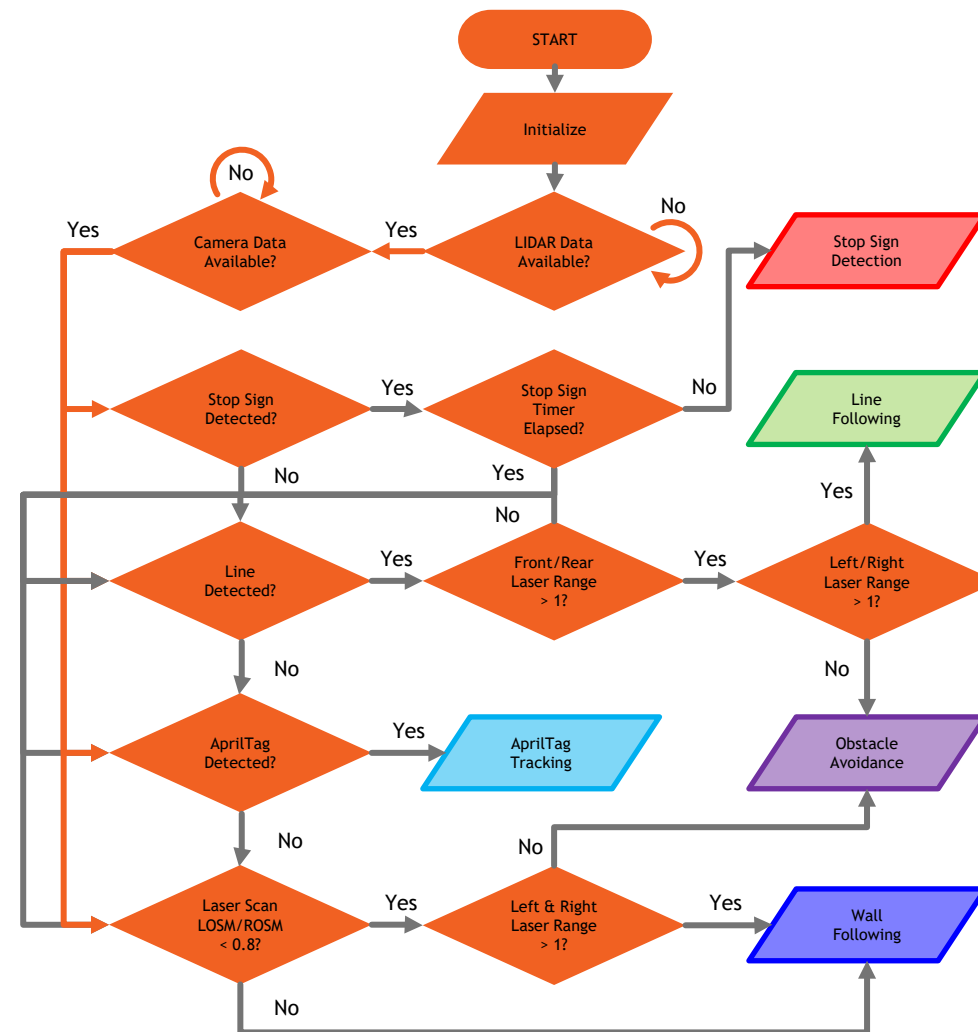 START
Initialize
No
No
Yes
Yes
Camera Data
Available?
LIDAR Data
Available?
Stop Sign
Detection
Stop Sign
Detected?
Yes
Stop Sign
Timer
Elapsed?
No
Line
Following
No
Yes
No
Yes
Line
Detected?
Yes
Front/Rear
Laser Range
> 1?
Yes
Left/Right
Laser Range
> 1?
No
No
AprilTag
Detected?
Yes
AprilTag
Tracking
Obstacle
Avoidance
No
No
Laser Scan
LOSM/ROSM
< 0.8?
Yes
Left & Right
Laser Range
> 1?
Yes
Wall
Following
No